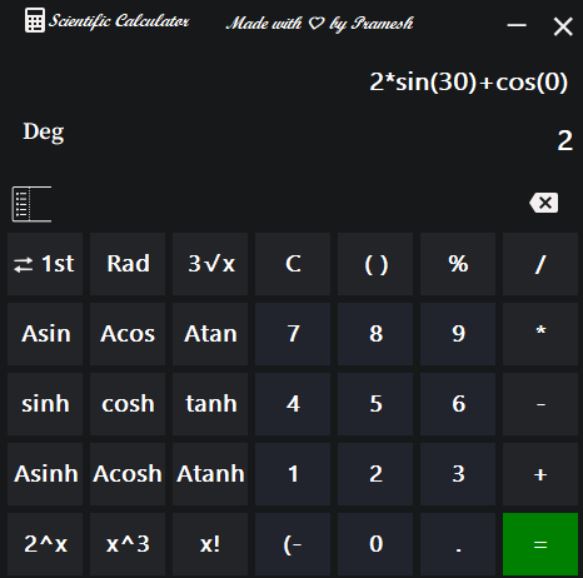 Scientific Calculator Made with ♡ by Pramesh
2*sin(30)+cos(0)
Deg
2
⇄ 1st Rad 3√x C ( ) % /
Asin Acos Atan 7 8 9 *
sinh cosh tanh 4 5 6 -
Asinh Acosh Atanh 1 2 3 +
2^x x^3 x! (- 0 . =